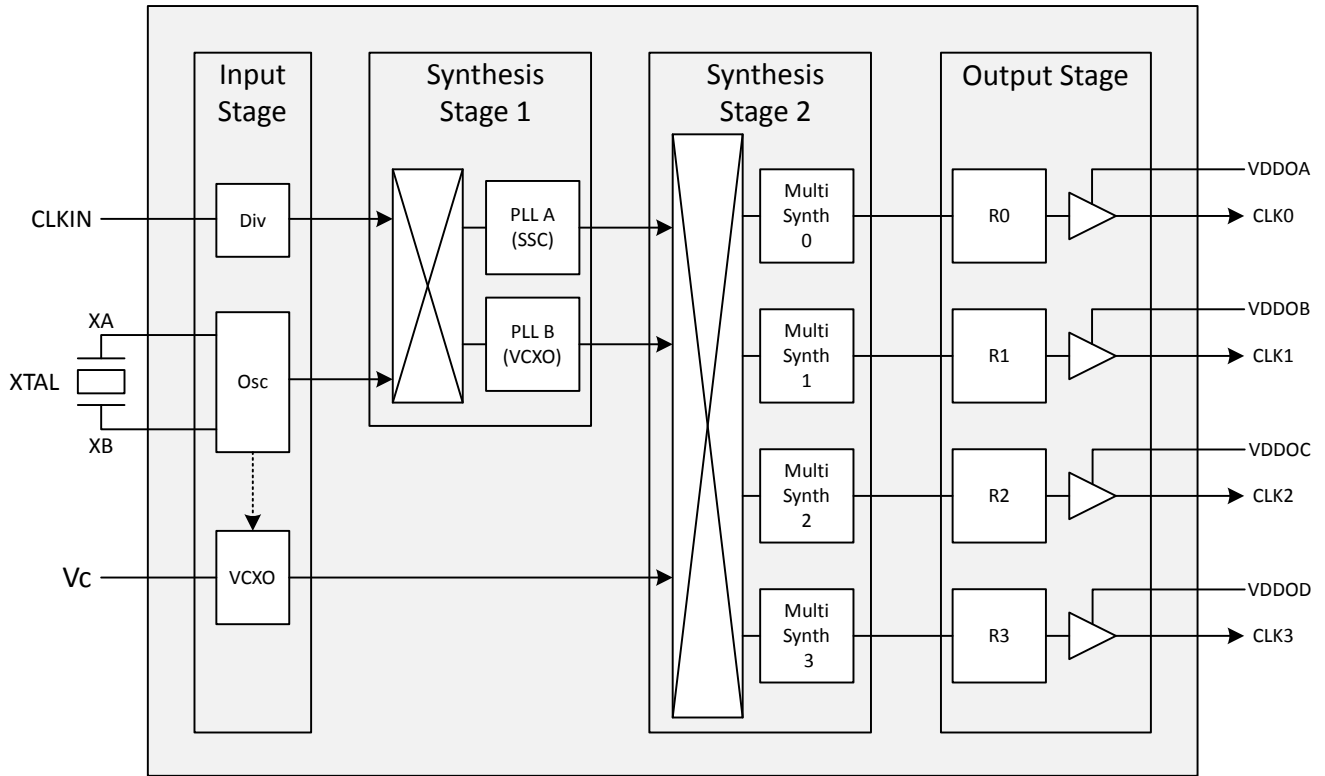 Input
Stage
Synthesis
Stage 1
Synthesis
Stage 2
Output Stage
CLKIN
Div
XA
XTAL
XB
Osc
Vc
VCXO
PLL A
(SSC)
PLL B
(VCXO)
Multi
Synth
0
Multi
Synth
1
Multi
Synth
2
Multi
Synth
3
R0
R1
R2
R3
VDDOA
CLK0
VDDOB
CLK1
VDDOC
CLK2
VDDOD
CLK3